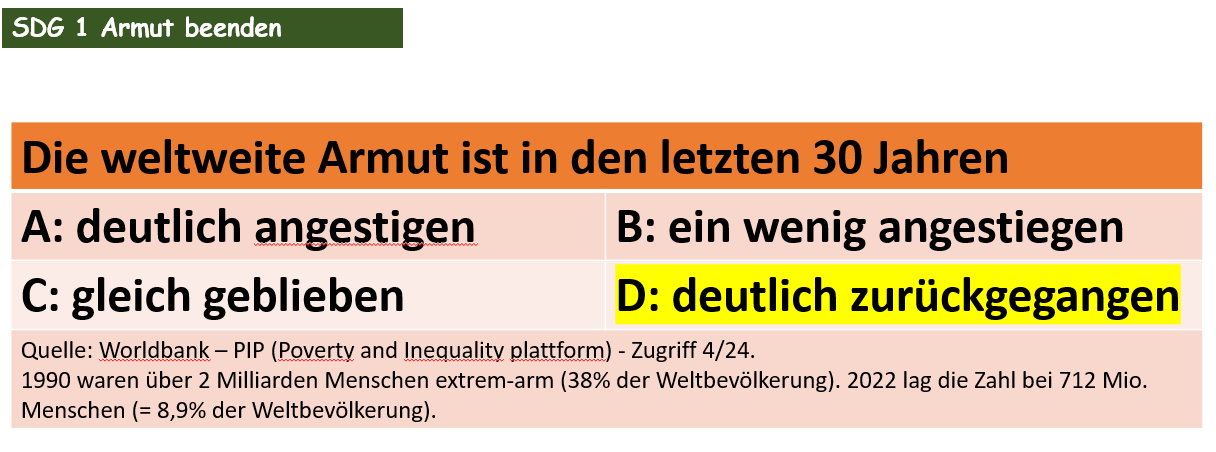 SDG 1 Armut beenden
Die weltweite Armut ist in den letzten 30 Jahren
A: deutlich angestigen
B: ein wenig angestiegen
C: gleich geblieben
D: deutlich zurückgegangen
Quelle: Worldbank – PIP (Poverty and Inequality plattform) - Zugriff 4/24.
1990 waren über 2 Milliarden Menschen extrem-arm (38% der Weltbevölkerung). 2022 lag die Zahl bei 712 Mio.
Menschen (= 8,9% der Weltbevölkerung).